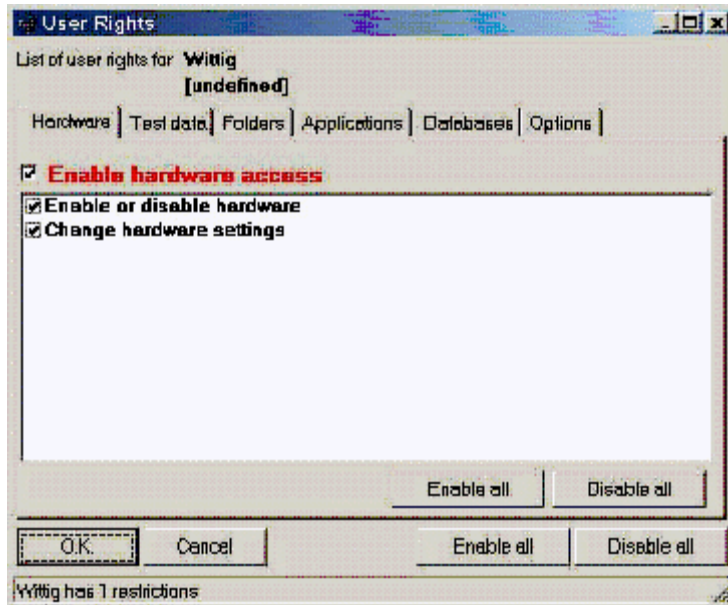 User Rights
List of user rights for Wittig
[undefined]
Hardware Test data Folders Applications Databases Options
Enable hardware access
Enable or disable hardware
Change hardware settings
Enable all Disable all
O.K. Cancel Enable all Disable all
Wittig has 1 restrictions